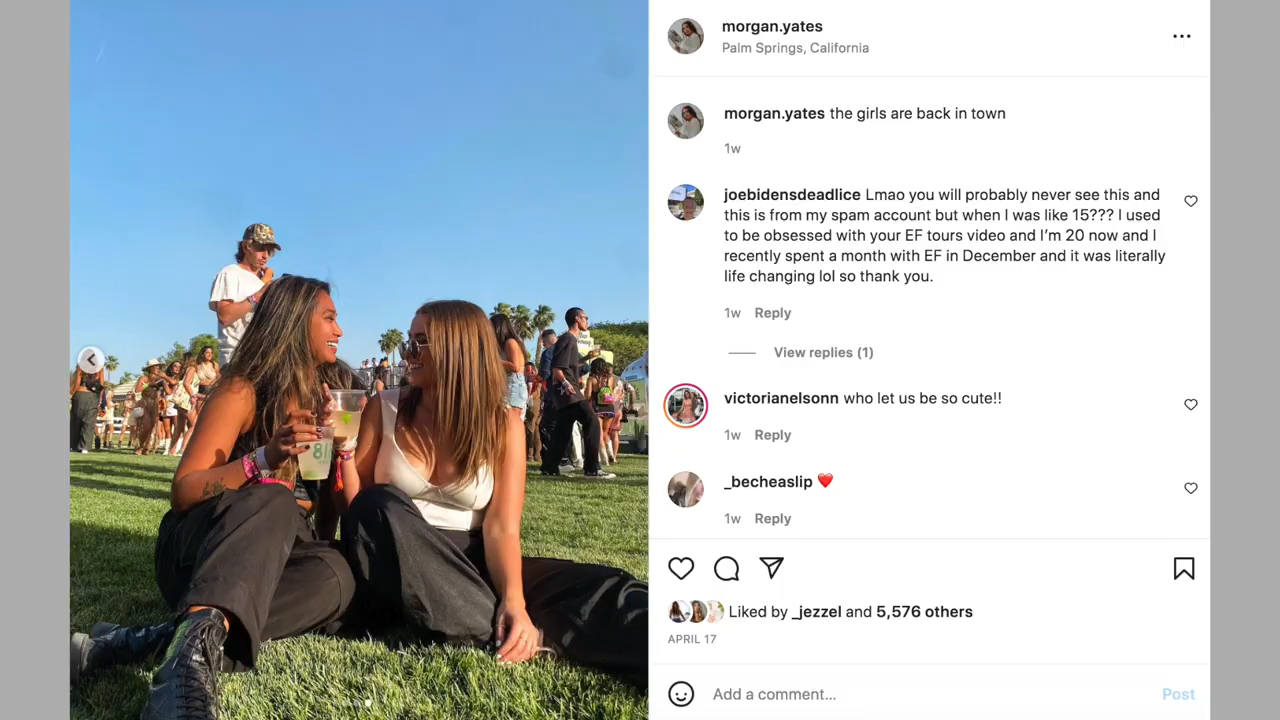 morgan.yates
Palm Springs, California
morgan.yates the girls are back in town
1w
joebidensdeadlice Lmao you will probably never see this and
this is from my spam account but when I was like 15??? I used
to be obsessed with your EF tours video and I’m 20 now and I
recently spent a month with EF in December and it was literally
life changing lol so thank you.
1w Reply
View replies (1)
victorianelsonn who let us be so cute!!
1w Reply
_becheaslip ❤️
1w Reply
Liked by _jezzel and 5,576 others
APRIL 17
Add a comment...
Post